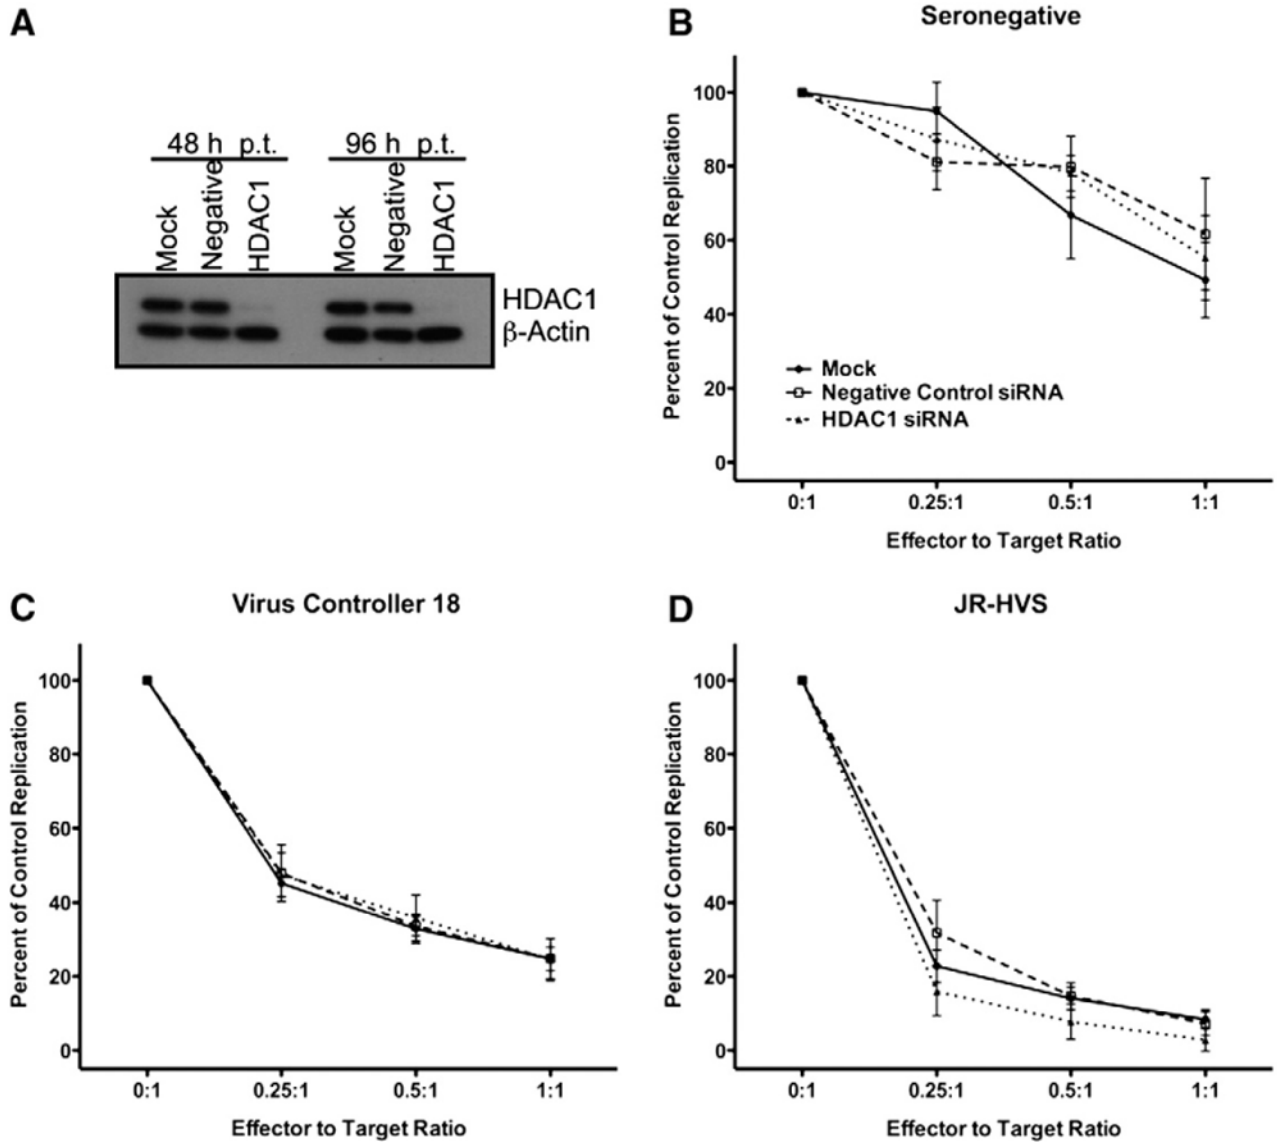 A
48 h p.t.
96 h p.t.
Mock
Negative
HDAC1
Mock
Negative
HDAC1
HDAC1
β-Actin
B
Seronegative
Percent of Control Replication
100
80
60
40
20
0
Mock
Negative Control siRNA
HDAC1 siRNA
0:1 0.25:1 0.5:1 1:1
Effector to Target Ratio
C
Virus Controller 18
Percent of Control Replication
100
80
60
40
20
0
0:1 0.25:1 0.5:1 1:1
Effector to Target Ratio
D
JR-HVS
Percent of Control Replication
100
80
60
40
20
0
0:1 0.25:1 0.5:1 1:1
Effector to Target Ratio